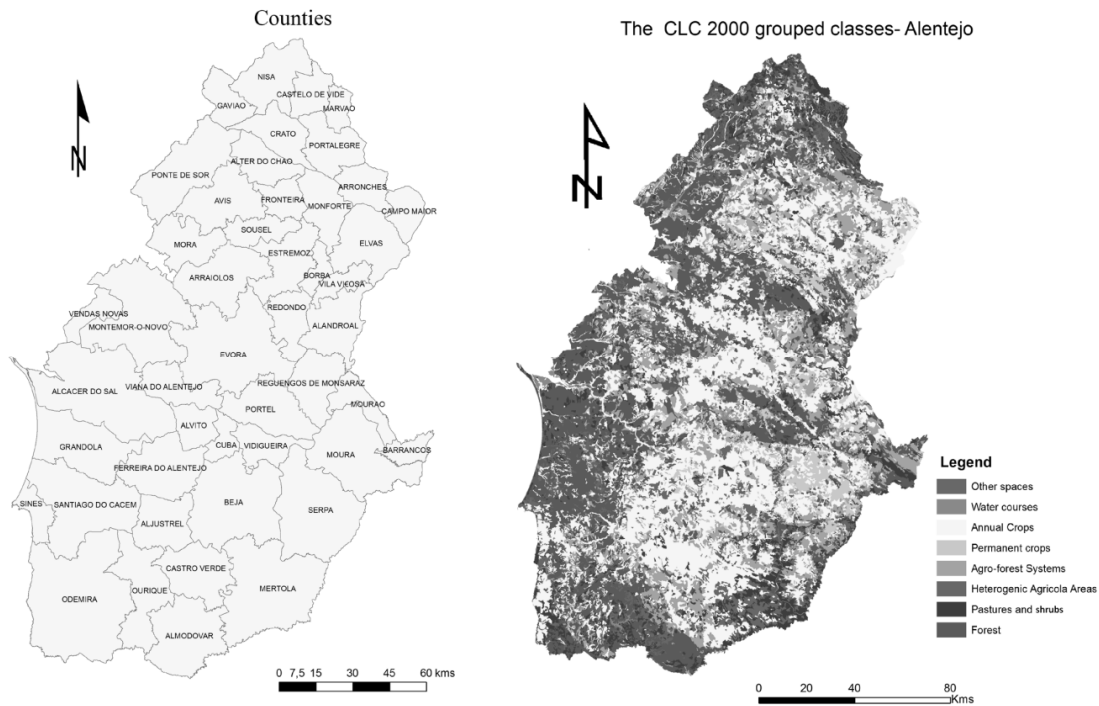 Counties
N
NISA
CASTELO DE VIDE
GAVIAO
MARVAO
CRATO
PORTALEGRE
ALTER DO CHAO
PONTE DE SOR
ARRONCHES
AVIS
FRONTEIRA
MONFORTE
CAMPO MAIOR
SOUSEL
MORA
ELVAS
ESTREMOZ
ARRAIOLOS
BORBA
VILA VICOSA
REDONDO
VENDAS NOVAS
ALANDROAL
MONTEMOR-O-NOVO
EVORA
REGUENGOS DE MONSARAZ
VIANA DO ALENTEJO
ALCACER DO SAL
MOURAO
PORTEL
ALVITO
GRANDOLA
CUBA
VIDIGUEIRA
BARRANCOS
MOURA
FERREIRA DO ALENTEJO
SINES
SANTIAGO DO CACEM
BEJA
SERPA
ALJUSTREL
CASTRO VERDE
OURIQUE
MERTOLA
ODEMIRA
ALMODOVAR
0 7,5 15 30 45 60 kms
The CLC 2000 grouped classes- Alentejo
N
Legend
Other spaces
Water courses
Annual Crops
Permanent crops
Agro-forest Systems
Heterogenic Agricola Areas
Pastures and shrubs
Forest
0 20 40 80
Kms